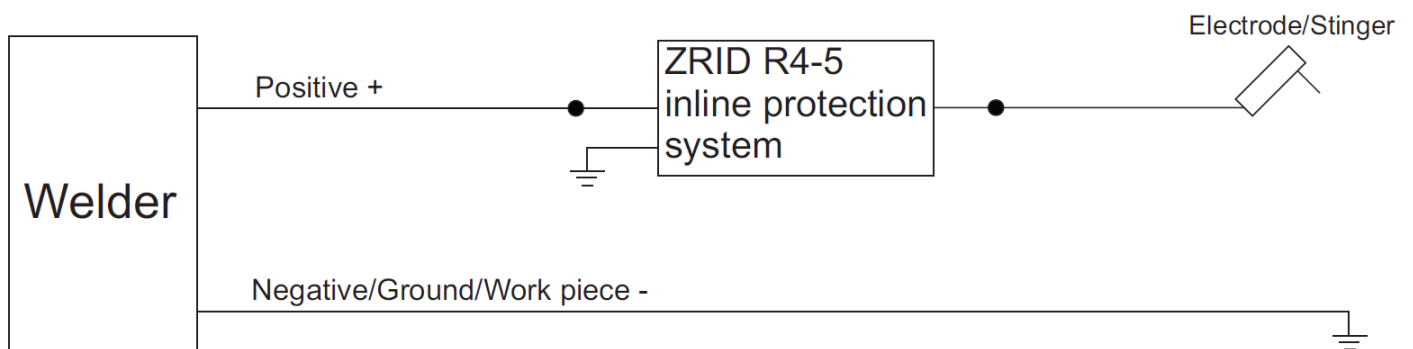 Electrode/Stinger
Positive +
ZRID R4-5
inline protection
system
Welder
Negative/Ground/Work piece -